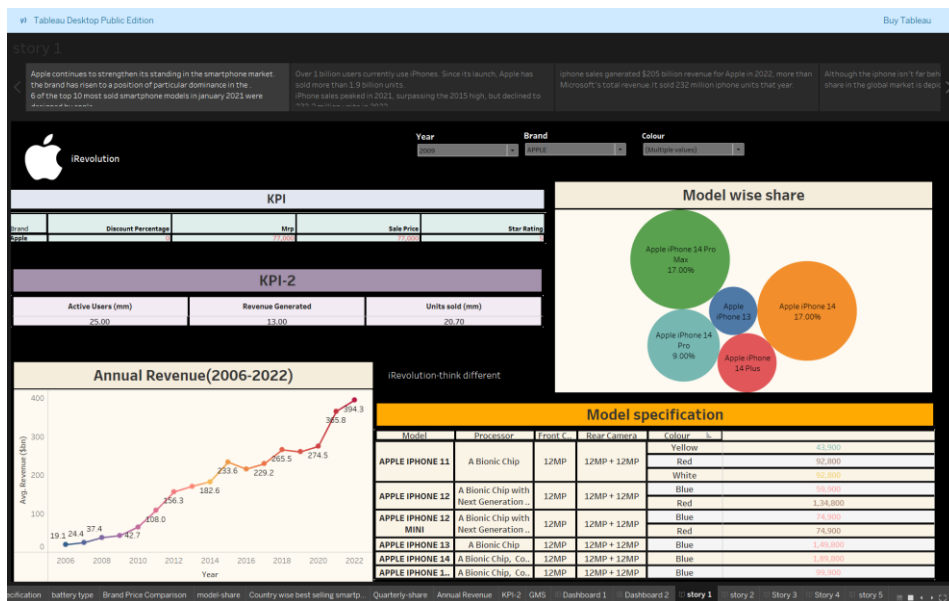 Tableau Desktop Public Edition
Buy Tableau
story 1
Apple continues to strengthen its standing in the smartphone market.
the brand has risen to a position of particular dominance in the .
6 of the top 10 most sold smartphone models in january 2021 were
designed by apple
Over 1 billion users currently use iPhones. Since its launch, Apple has
sold more than 1.9 billion units.
iPhone sales peaked in 2021, surpassing the 2015 high, but declined to
iphone sales generated $205 billion revenue for Apple in 2022, more than
Microsoft's total revenue.It sold 232 million iphone units that year.
Although the iphone isn't far beh
share in the global market is depic
iRevolution
Year
2009
Brand
APPLE
Colour
(Multiple values)
KPI
Brand Discount Percentage Mrp Sale Price Star Rating
Apple 0 77,000 77,000
KPI-2
Active Users (mm) Revenue Generated Units sold (mm)
25.00 13.00 20.70
Model wise share
Apple iPhone 14 Pro
Max
17.00%
Apple
iPhone 13
Apple iPhone 14
17.00%
Apple iPhone 14
Pro
9.00%
Apple iPhone
14 Plus
Annual Revenue(2006-2022)
Avg. Revenue ($bn)
400
300
200
100
0
19.1
24.4
37.4
42.7
108.0
156.3
182.6
233.6
229.2
265.5
274.5
365.8
394.3
2006 2008 2010 2012 2014 2016 2018 2020 2022
Year
iRevolution-think different
Model specification
Model Processor Front C.. Rear Camera Colour
APPLE IPHONE 11 A Bionic Chip 12MP 12MP + 12MP Yellow 43,900
Red 92,800
White 92,800
APPLE IPHONE 12 A Bionic Chip with
Next Generation .. 12MP 12MP + 12MP Blue 59,900
Red 1,34,800
APPLE IPHONE 12
MINI A Bionic Chip with
Next Generation .. 12MP 12MP + 12MP Blue 74,900
Red 74,900
APPLE IPHONE 13 A Bionic Chip 12MP 12MP + 12MP Blue 1,49,800
APPLE IPHONE 14 A Bionic Chip, Co.. 12MP 12MP + 12MP Blue 1,89,800
APPLE IPHONE 1.. A Bionic Chip, Co.. 12MP 12MP + 12MP Blue 99,900
ecification battery type Brand Price Comparison model-share Country wise best selling smartp... Quarterly-share Annual Revenue KPI-2 GMS Dashboard 1 Dashboard 2 story 1 story 2 Story 3 Story 4 story 5